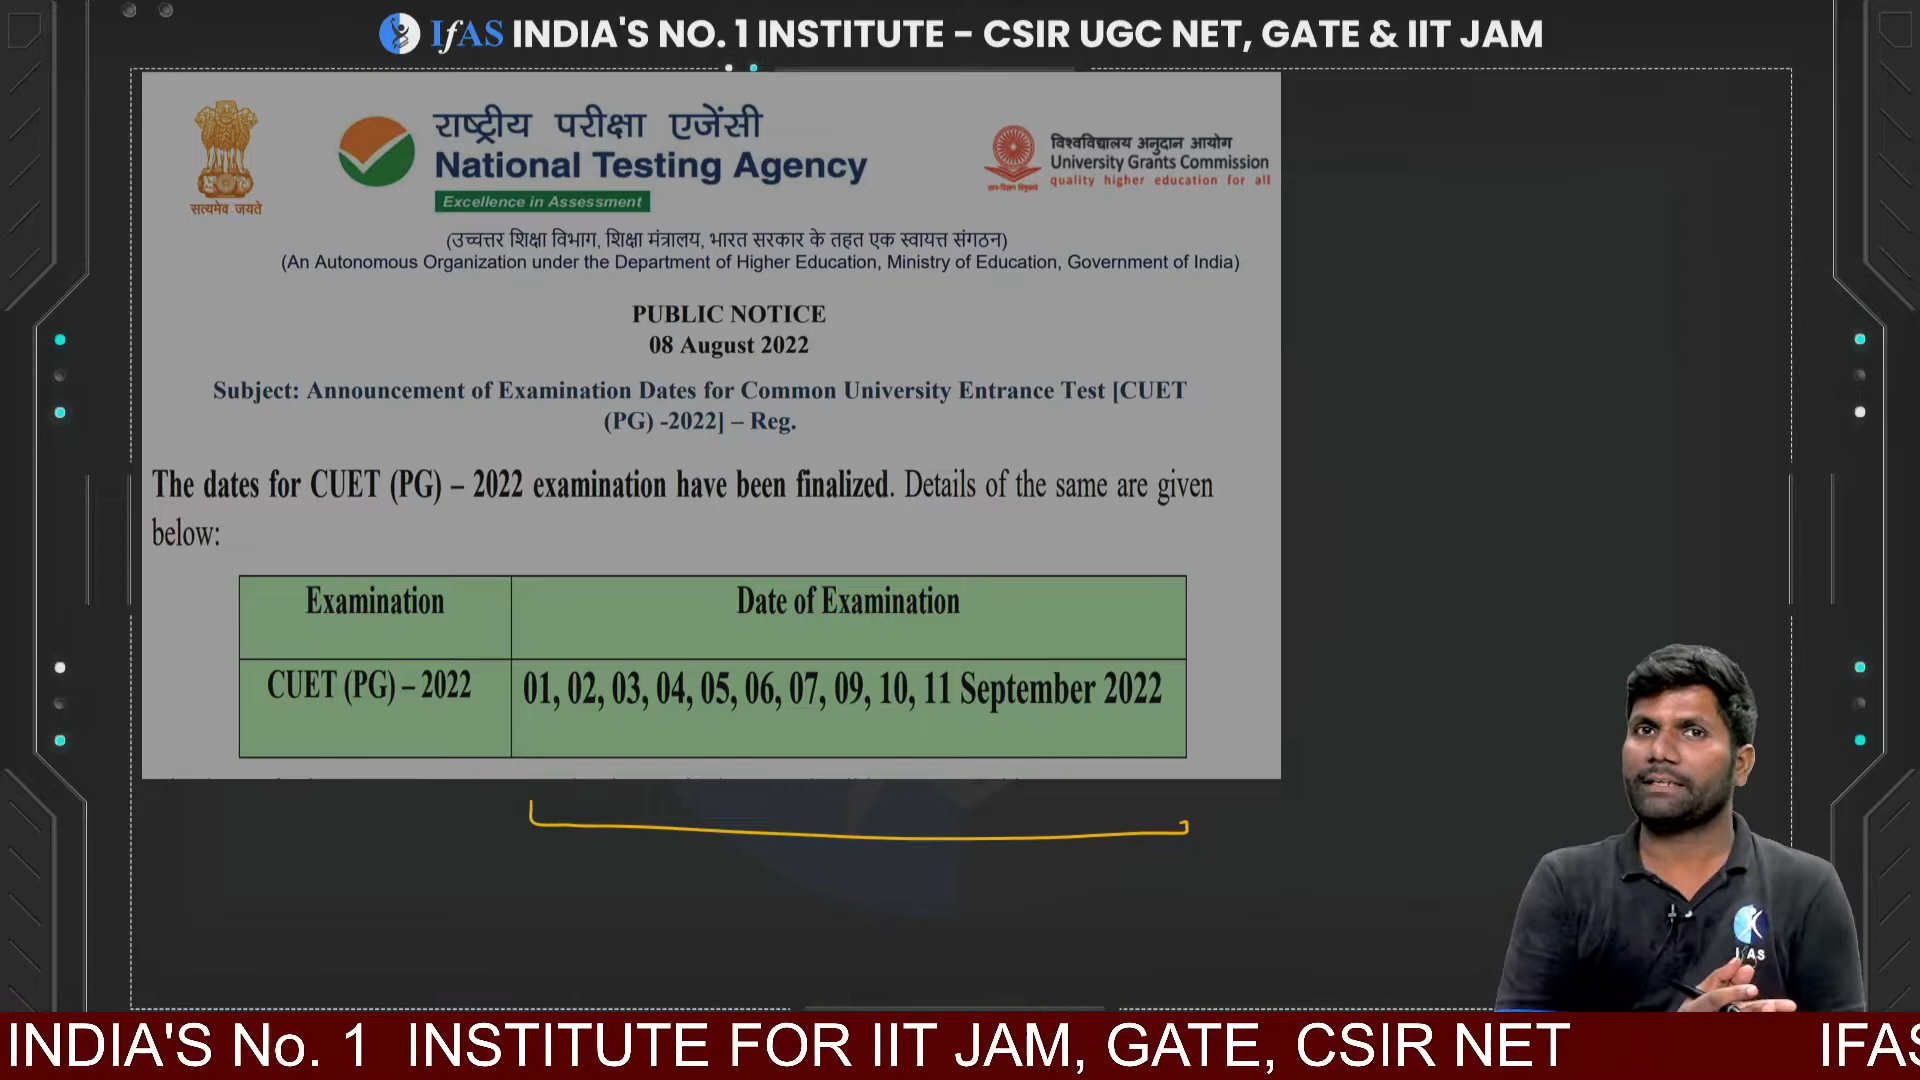 IfAS INDIA'S NO. 1 INSTITUTE - CSIR UGC NET, GATE & IIT JAM
राष्ट्रीय परीक्षा एजेंसी
National Testing Agency
Excellence in Assessment
सत्यमेव जयते
विश्वविद्यालय अनुदान आयोग
University Grants Commission
quality higher education for all
(उच्चत्तर शिक्षा विभाग, शिक्षा मंत्रालय, भारत सरकार के तहत एक स्वायत्त संगठन)
(An Autonomous Organization under the Department of Higher Education, Ministry of Education, Government of India)
PUBLIC NOTICE
08 August 2022
Subject: Announcement of Examination Dates for Common University Entrance Test [CUET
(PG) -2022] – Reg.
The dates for CUET (PG) – 2022 examination have been finalized. Details of the same are given
below:
Examination Date of Examination
CUET (PG) – 2022 01, 02, 03, 04, 05, 06, 07, 09, 10, 11 September 2022
INDIA'S No. 1 INSTITUTE FOR IIT JAM, GATE, CSIR NET IFAS